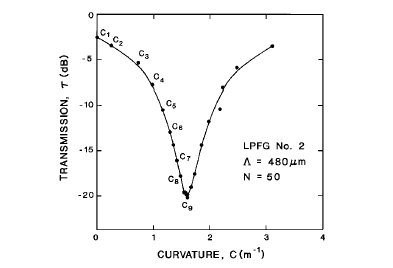 0
-5
-10
-15
-20
TRANSMISSION, τ (dB)
C1
C2
C3
C4
C5
C6
C7
C8
C9
LPFG No. 2
Λ = 480μm
N = 50
0
1
2
3
4
CURVATURE, C (m⁻¹)